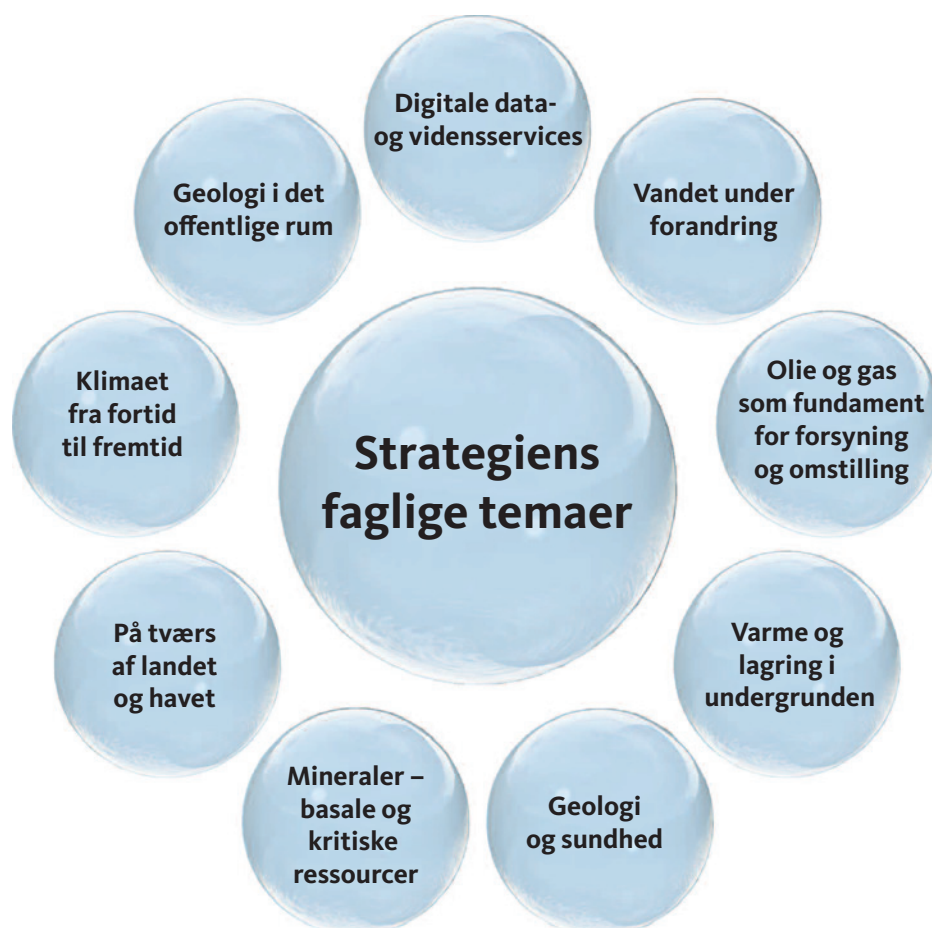 Digitale data-
og vidensservices
Vandet under
forandring
Olie og gas
som fundament
for forsyning
og omstilling
Varme og
lagring i
undergrunden
Geologi
og sundhed
Mineraler –
basale og
kritiske
ressourcer
På tværs
af landet
og havet
Klimaet
fra fortid
til fremtid
Geologi i det
offentlige rum
Strategiens
faglige temaer